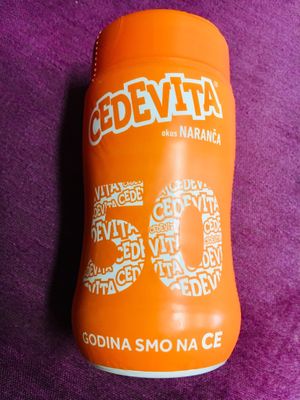 CEDEVITA
okus NARANČA
50
GODINA SMO NA CE